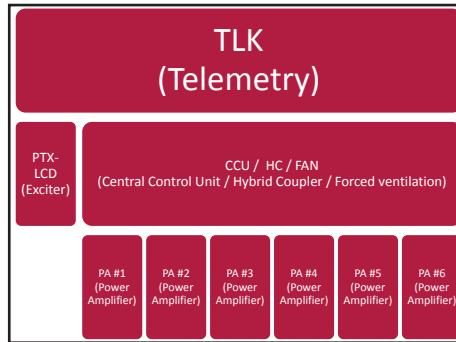 TLK
(Telemetry)
PTX-
LCD
(Exciter)
CCU / HC / FAN
(Central Control Unit / Hybrid Coupler / Forced ventilation)
PA #1
(Power
Amplifier)
PA #2
(Power
Amplifier)
PA #3
(Power
Amplifier)
PA #4
(Power
Amplifier)
PA #5
(Power
Amplifier)
PA #6
(Power
Amplifier)